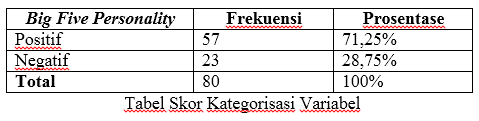 Big Five Personality Frekuensi Prosentase
Positif 57 71,25%
Negatif 23 28,75%
Total 80 100%
Tabel Skor Kategorisasi Variabel